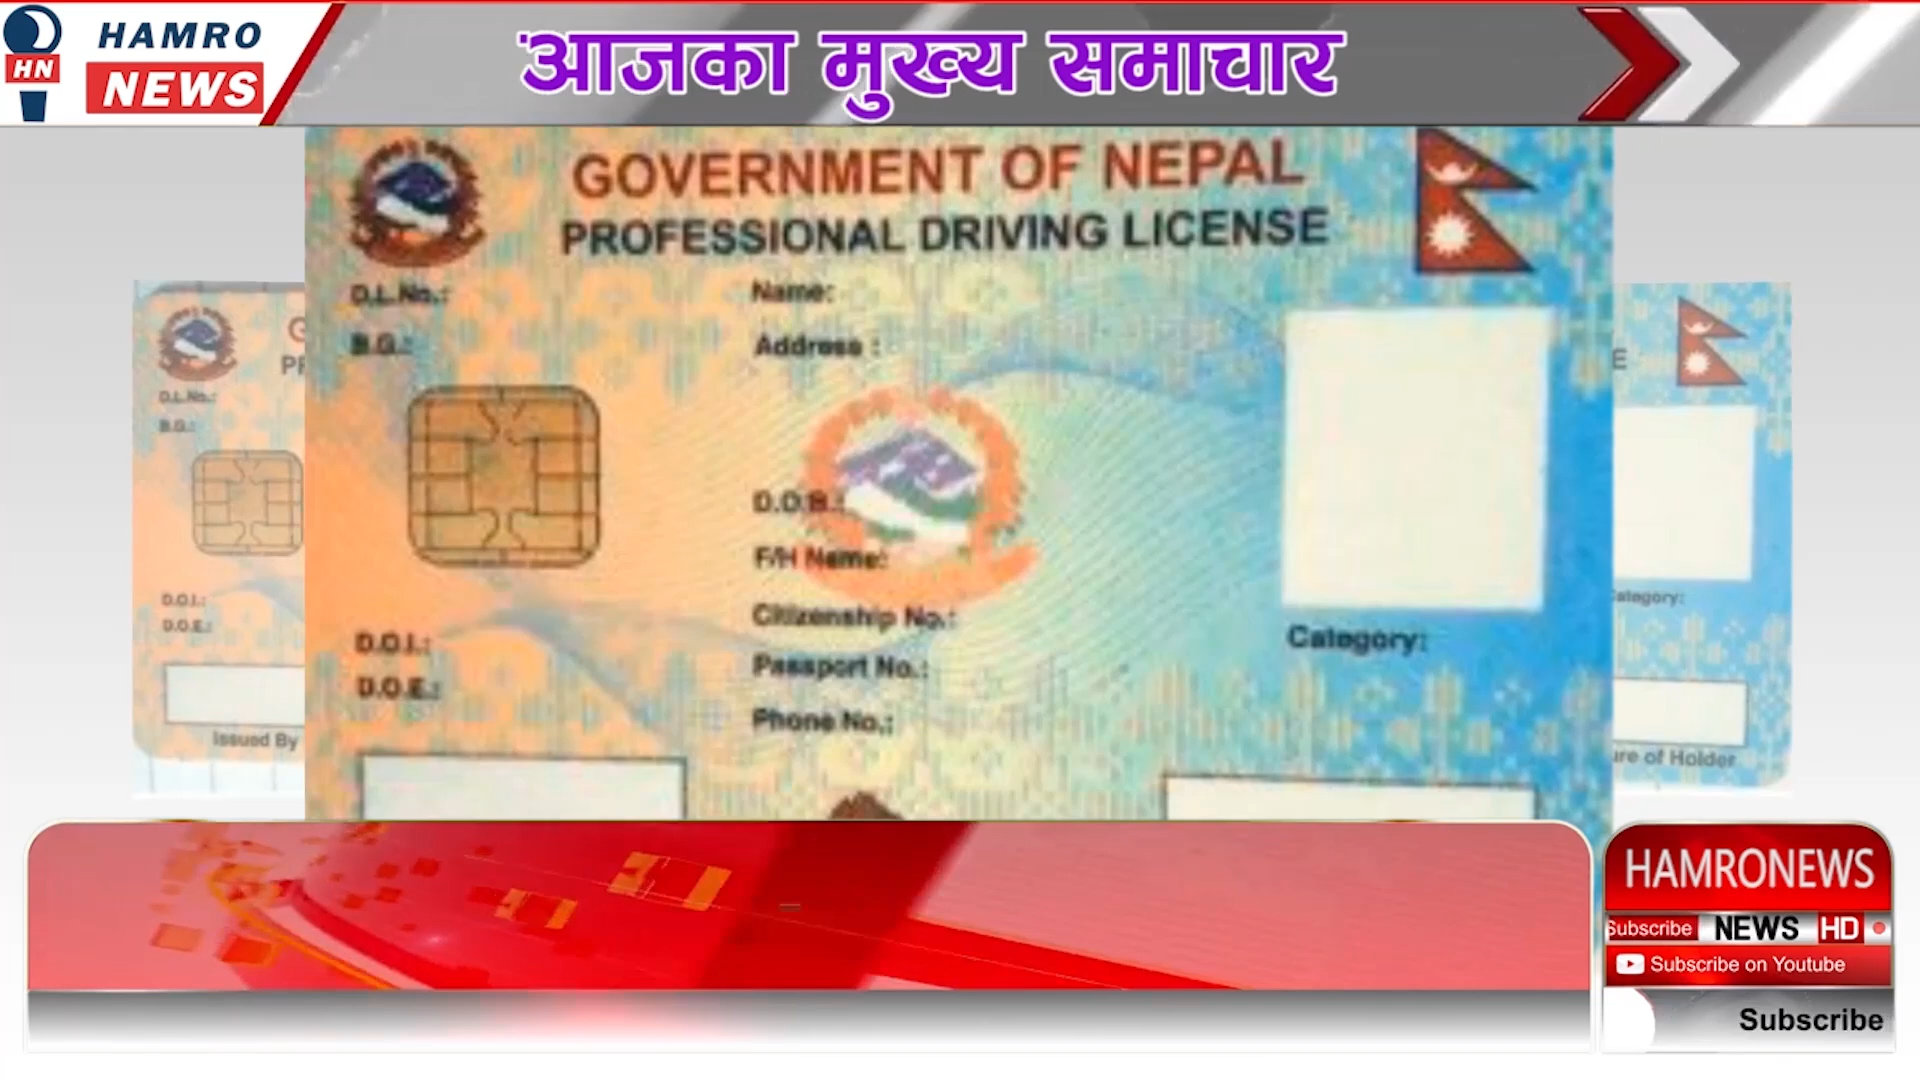 HN
HAMRO
NEWS
आजका मुख्य समाचार
GOVERNMENT OF NEPAL
PROFESSIONAL DRIVING LICENSE
D.L.No.:
Name:
B.G.:
Address :
D.O.B.:
F/H Name:
Citizenship No.:
D.O.I.:
Category:
Passport No.:
D.O.E.:
Phone No.:
D.L.No.:
B.G.:
D.O.I.:
D.O.E.:
Issued By
ategory:
ure of Holder
HAMRONEWS
Subscribe NEWS HD
Subscribe on Youtube
Subscribe